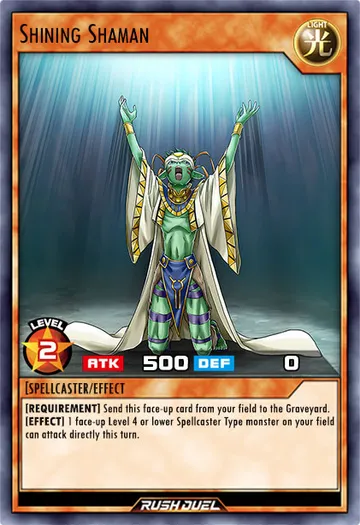 SHINING SHAMAN
LIGHT
光
LEVEL
2
ATK 500 DEF 0
[SPELLCASTER/EFFECT
[REQUIREMENT] Send this face-up card from your field to the Graveyard.
[EFFECT] 1 face-up Level 4 or lower Spellcaster Type monster on your field
can attack directly this turn.
RUSH DUEL